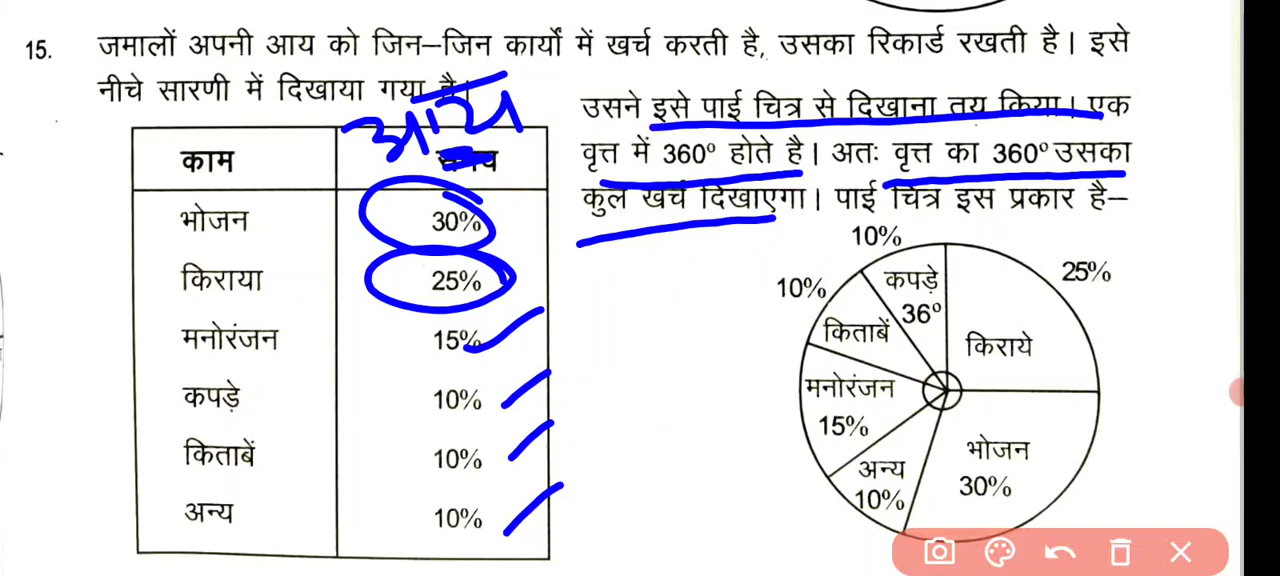 15. जमालों अपनी आय को जिन–जिन कार्यों में खर्च करती है, उसका रिकार्ड रखती है। इसे
नीचे सारणी में दिखाया गया है।
आय
काम
भोजन 30%
किराया 25%
मनोरंजन 15%
कपड़े 10%
किताबें 10%
अन्य 10%
उसने इसे पाई चित्र से दिखाना तय किया। एक
वृत्त में 360° होते है। अतः वृत्त का 360° उसका
कुल खर्च दिखाएगा। पाई चित्र इस प्रकार है–
10%
25%
10%
कपड़े
36°
किताबें
किराये
मनोरंजन
15%
भोजन
30%
अन्य
10%